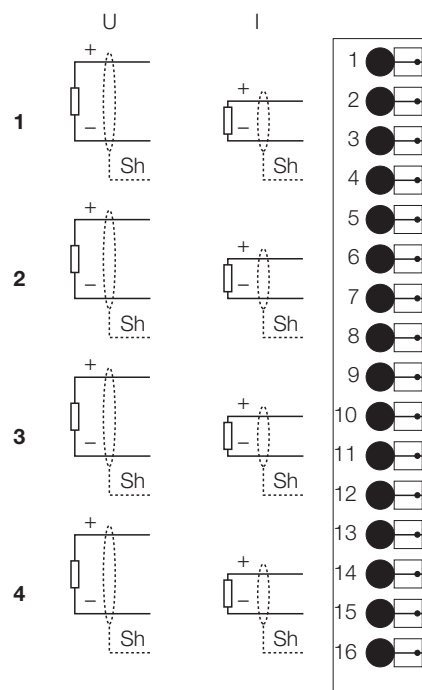 U I
+ 1
+ 2
1 − − 3
Sh Sh 4
+ 5
+ 6
2 − − 7
Sh Sh 8
+ 9
+ 10
3 − − 11
Sh Sh 12
+ 13
+ 14
4 − − 15
Sh Sh 16